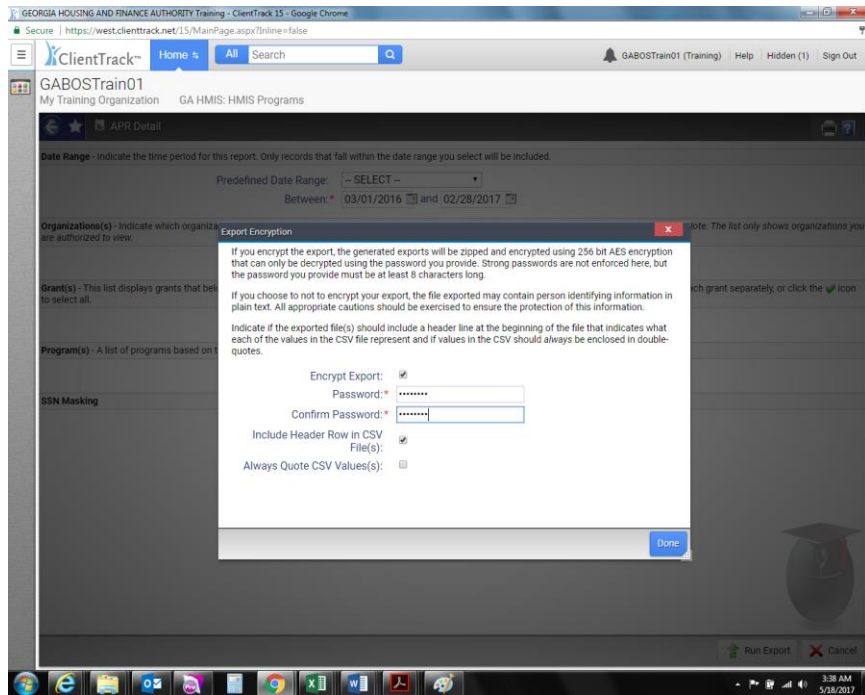 GEORGIA HOUSING AND FINANCE AUTHORITY Training - ClientTrack 15 - Google Chrome
Secure | https://west.clienttrack.net/15/MainPage.aspx?Inline=false
ClientTrack™ Home All Search GABOSTrain01 (Training) Help Hidden (1) Sign Out
GABOSTrain01
My Training Organization GA HMIS: HMIS Programs
APR Detail
Date Range - Indicate the time period for this report. Only records that fall within the date range you select will be included.
Predefined Date Range: -- SELECT --
Between:* 03/01/2016 and 02/28/2017
Organizations(s) - Indicate which organiza
Note: The list only shows organizations you
are authorized to view.
Export Encryption
If you encrypt the export, the generated exports will be zipped and encrypted using 256 bit AES encryption
that can only be decrypted using the password you provide. Strong passwords are not enforced here, but
the password you provide must be at least 8 characters long.
Grant(s) - This list displays grants that bel
ch grant separately, or click the icon
to select all.
If you choose to not to encrypt your export, the file exported may contain person identifying information in
plain text. All appropriate cautions should be exercised to ensure the protection of this information.
Indicate if the exported file(s) should include a header line at the beginning of the file that indicates what
each of the values in the CSV file represent and if values in the CSV should always be enclosed in double-
quotes.
Program(s) - A list of programs based on t
SSN Masking
Encrypt Export:
Password:* ••••••••
Confirm Password:* ••••••••
Include Header Row in CSV
File(s):
Always Quote CSV Values(s):
Done
Run Export Cancel
3:38 AM
5/18/2017